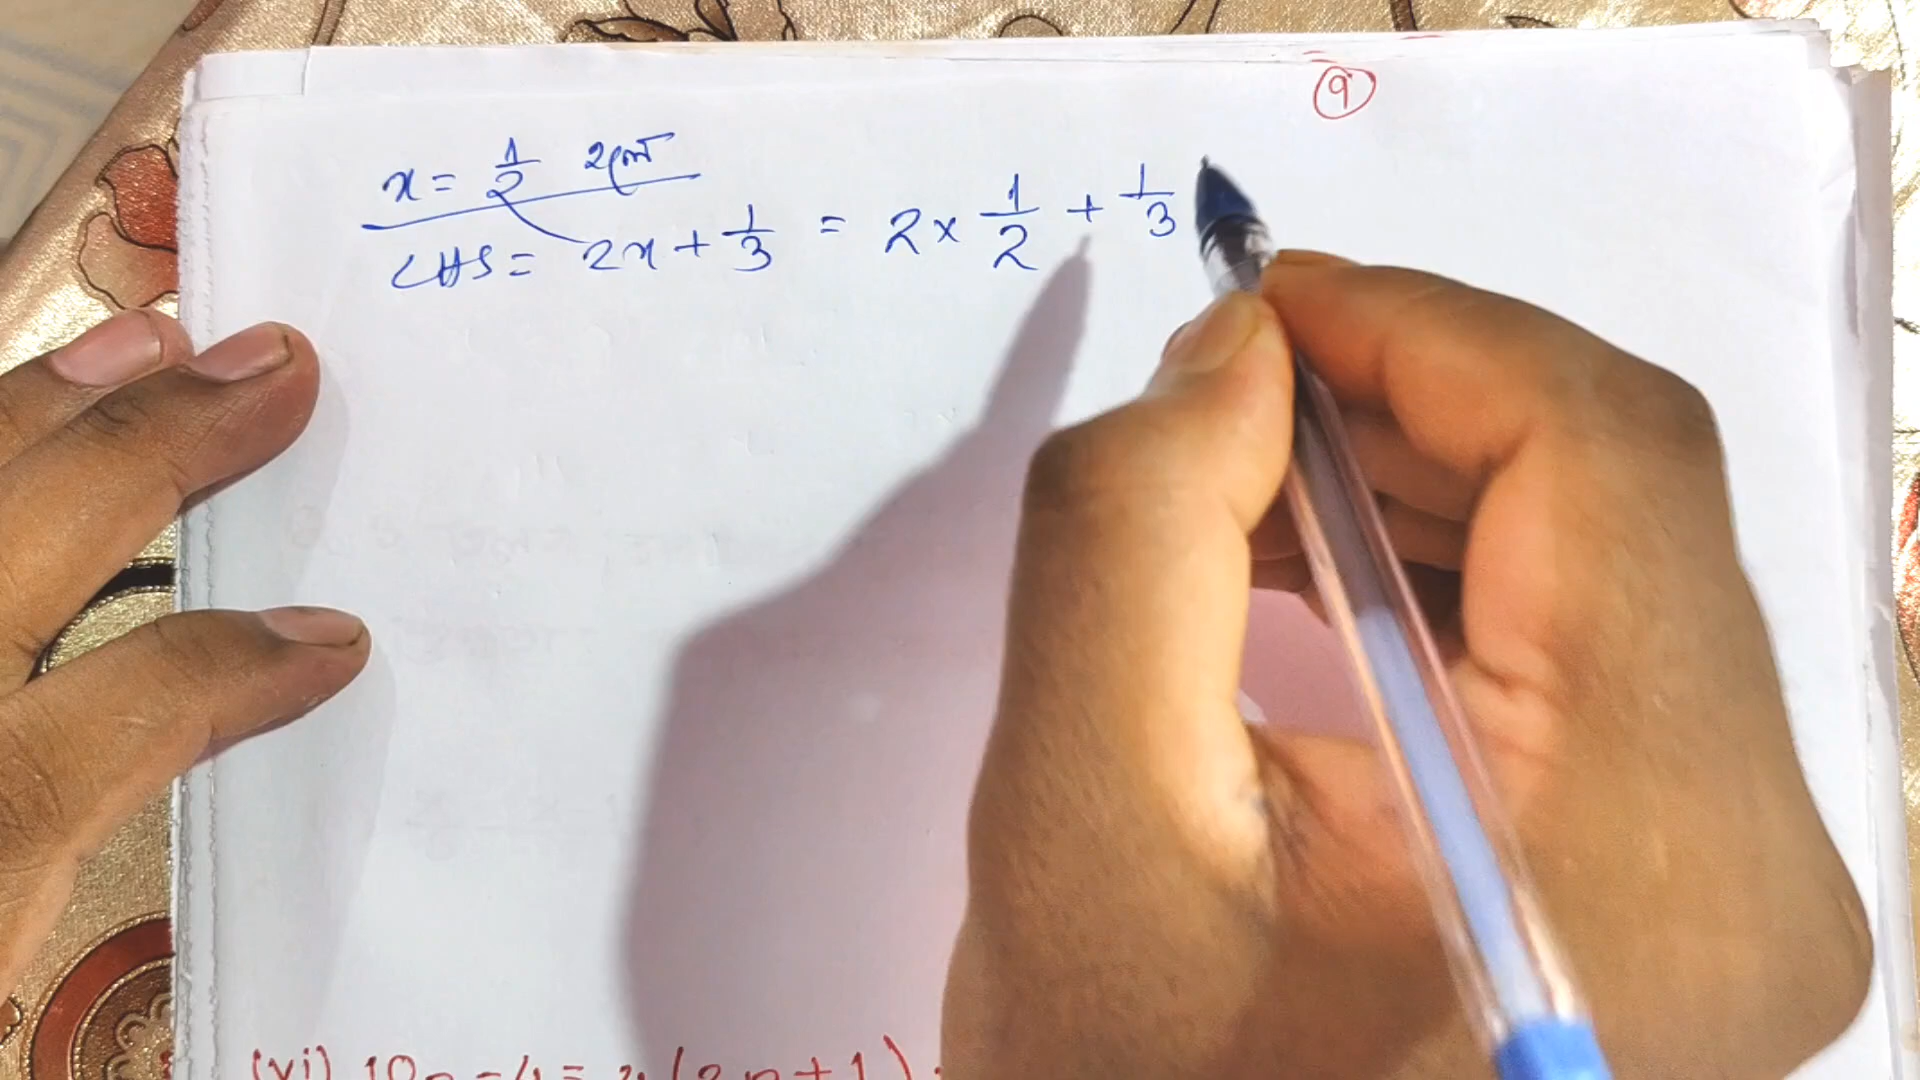 9
x = 1/2 হলে
LHS = 2x + 1/3 = 2 × 1/2 + 1/3